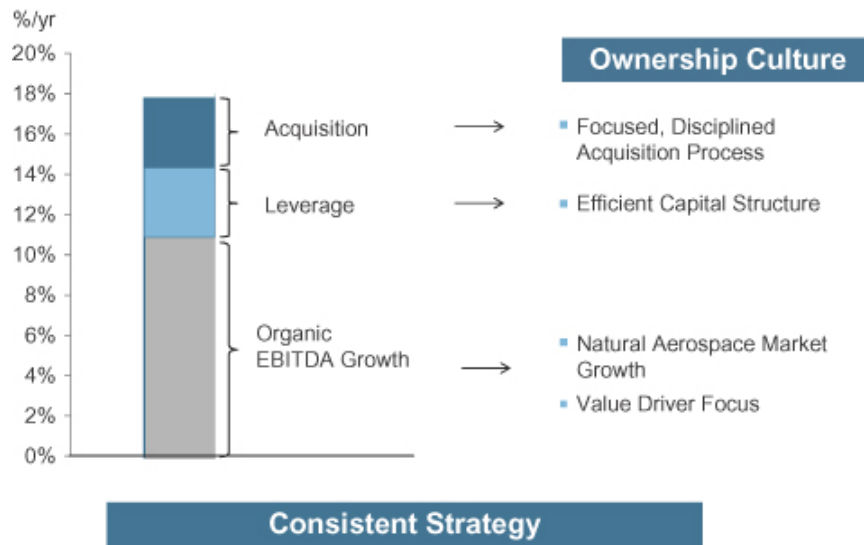 %/yr
20%
18%
16%
14%
12%
10%
8%
6%
4%
2%
0%
Acquisition
Leverage
Organic
EBITDA Growth
Ownership Culture
Focused, Disciplined
Acquisition Process
Efficient Capital Structure
Natural Aerospace Market
Growth
Value Driver Focus
Consistent Strategy